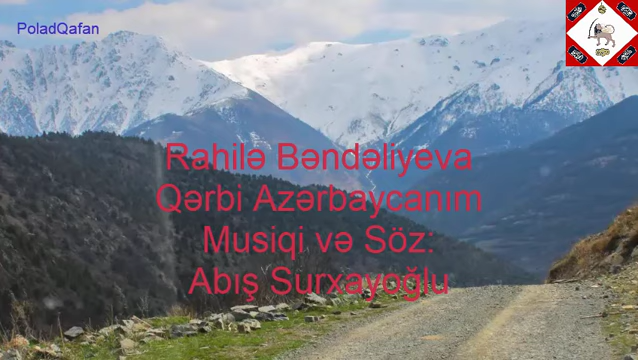 PoladQafan
Rahilə Bəndəliyeva
Qərbi Azərbaycanım
Musiqi və Söz:
Abış Surxayoğlu